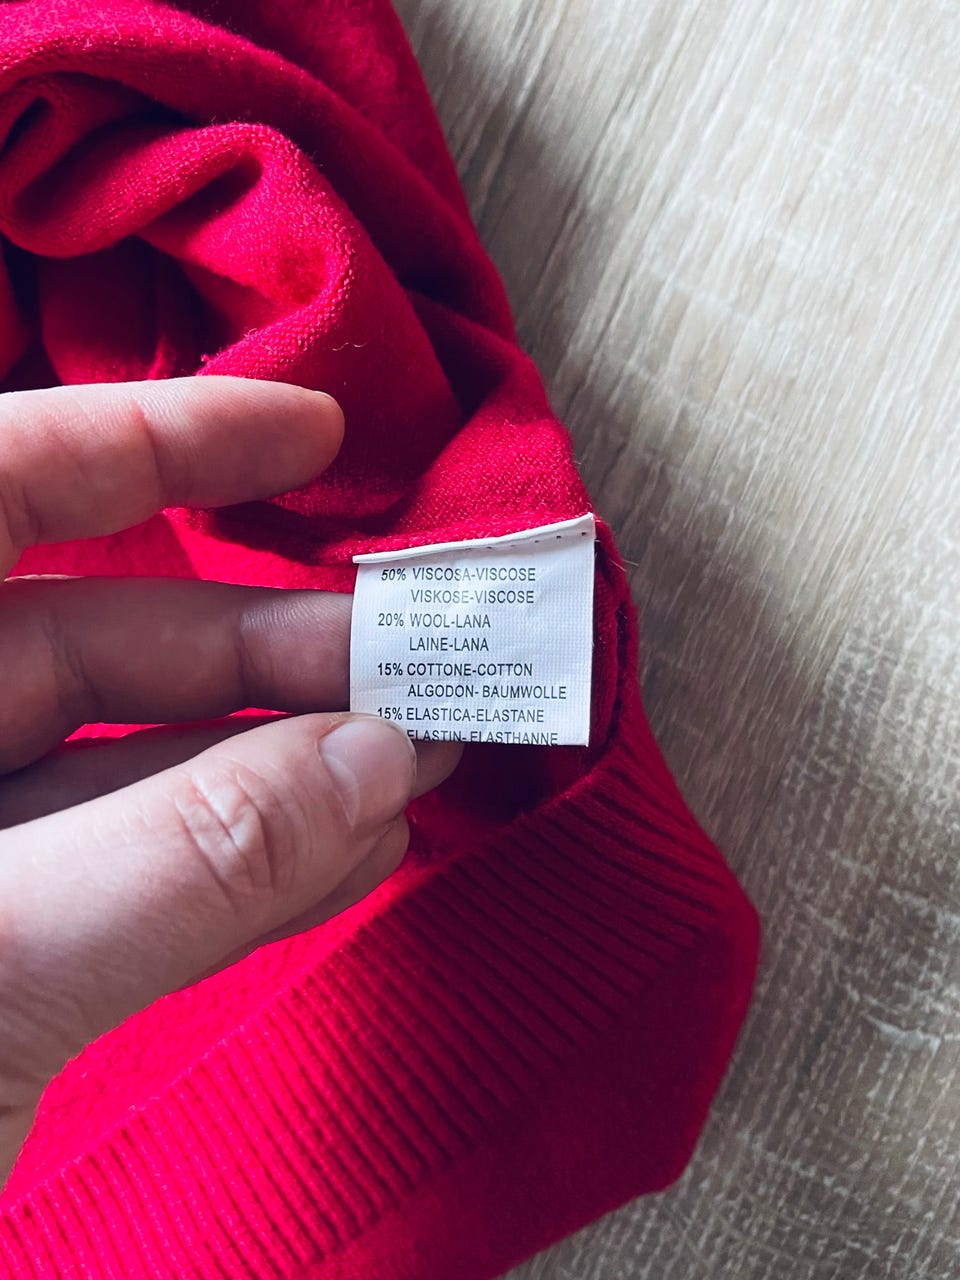 50% VISCOSA-VISCOSE
VISKOSE-VISCOSE
20% WOOL-LANA
LAINE-LANA
15% COTTONE-COTTON
ALGODON- BAUMWOLLE
15% ELASTICA-ELASTANE
ELASTIN- ELASTHANNE